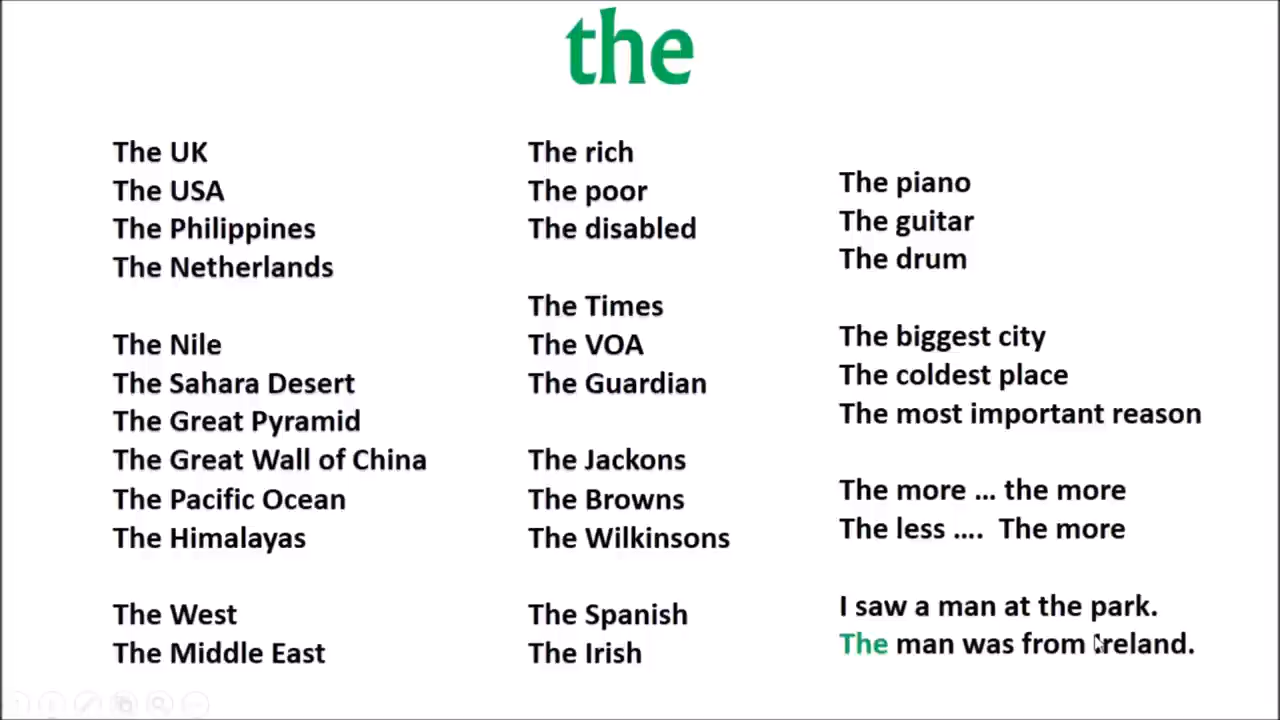 the
The UK
The USA
The Philippines
The Netherlands
The Nile
The Sahara Desert
The Great Pyramid
The Great Wall of China
The Pacific Ocean
The Himalayas
The West
The Middle East
The rich
The poor
The disabled
The Times
The VOA
The Guardian
The Jackons
The Browns
The Wilkinsons
The Spanish
The Irish
The piano
The guitar
The drum
The biggest city
The coldest place
The most important reason
The more ... the more
The less .... The more
I saw a man at the park.
The man was from Ireland.